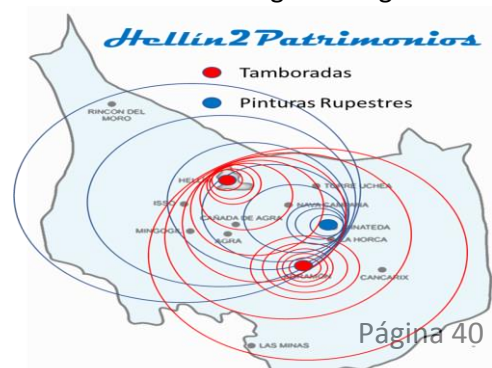 Hellín2Patrimonios
Tamboradas
Pinturas Rupestres
RINCÓN DEL
MORO
TORRE UCHEA
ISSO
NAVA CAMPANA
CAÑADA DE AGRA
MINGOGIL
AGRA
LA HORCA
CANCARIX
LAS MINAS
Página 40